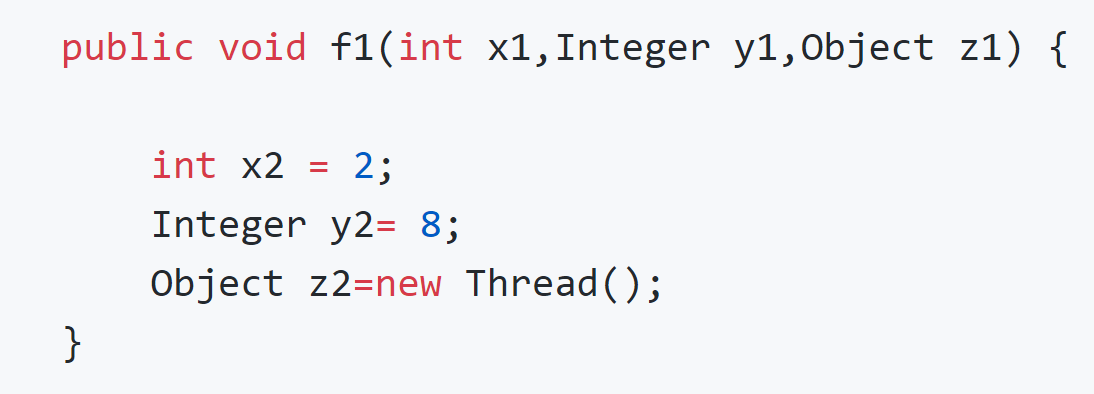 public void f1(int x1,Integer y1,Object z1) {
int x2 = 2;
Integer y2= 8;
Object z2=new Thread();
}